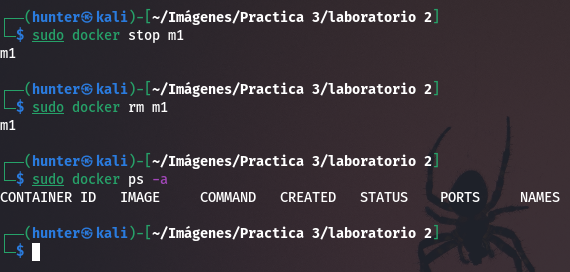 ┌──(hunter㉿kali)-[~/Imágenes/Practica 3/laboratorio 2]
└─$ sudo docker stop m1
m1
┌──(hunter㉿kali)-[~/Imágenes/Practica 3/laboratorio 2]
└─$ sudo docker rm m1
m1
┌──(hunter㉿kali)-[~/Imágenes/Practica 3/laboratorio 2]
└─$ sudo docker ps -a
CONTAINER ID   IMAGE     COMMAND   CREATED   STATUS    PORTS     NAMES
┌──(hunter㉿kali)-[~/Imágenes/Practica 3/laboratorio 2]
└─$